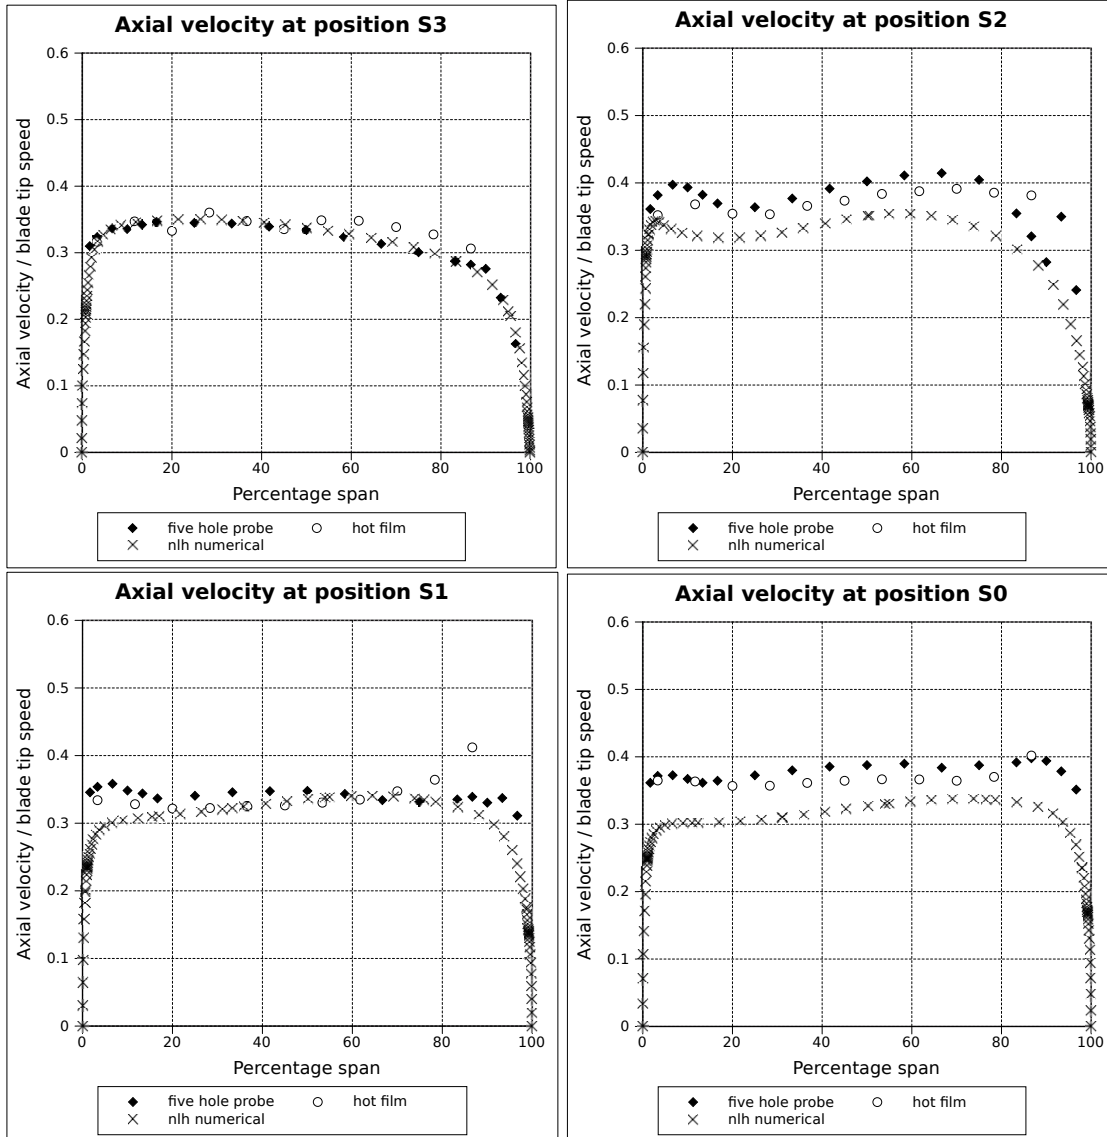 Axial velocity at position S3
Axial velocity / blade tip speed
0.6
0.5
0.4
0.3
0.2
0.1
0
0 20 40 60 80 100
Percentage span
five hole probe hot film
nlh numerical
Axial velocity at position S2
Axial velocity / blade tip speed
0.6
0.5
0.4
0.3
0.2
0.1
0
0 20 40 60 80 100
Percentage span
five hole probe hot film
nlh numerical
Axial velocity at position S1
Axial velocity / blade tip speed
0.6
0.5
0.4
0.3
0.2
0.1
0
0 20 40 60 80 100
Percentage span
five hole probe hot film
nlh numerical
Axial velocity at position S0
Axial velocity / blade tip speed
0.6
0.5
0.4
0.3
0.2
0.1
0
0 20 40 60 80 100
Percentage span
five hole probe hot film
nlh numerical